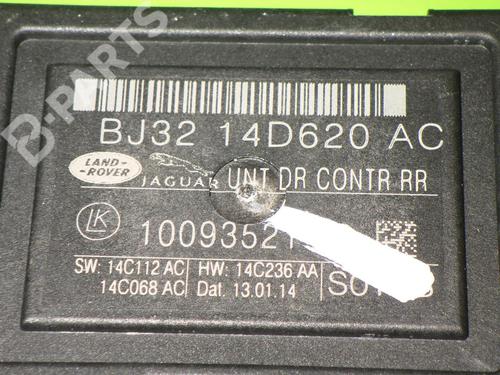 B-PARTS
BJ32 14D620 AC
LAND-ROVER JAGUAR UNT DR CONTR RR
LK
SW: 14C112 AC HW: 14C236 AA
14C068 AC Dat. 13.01.14